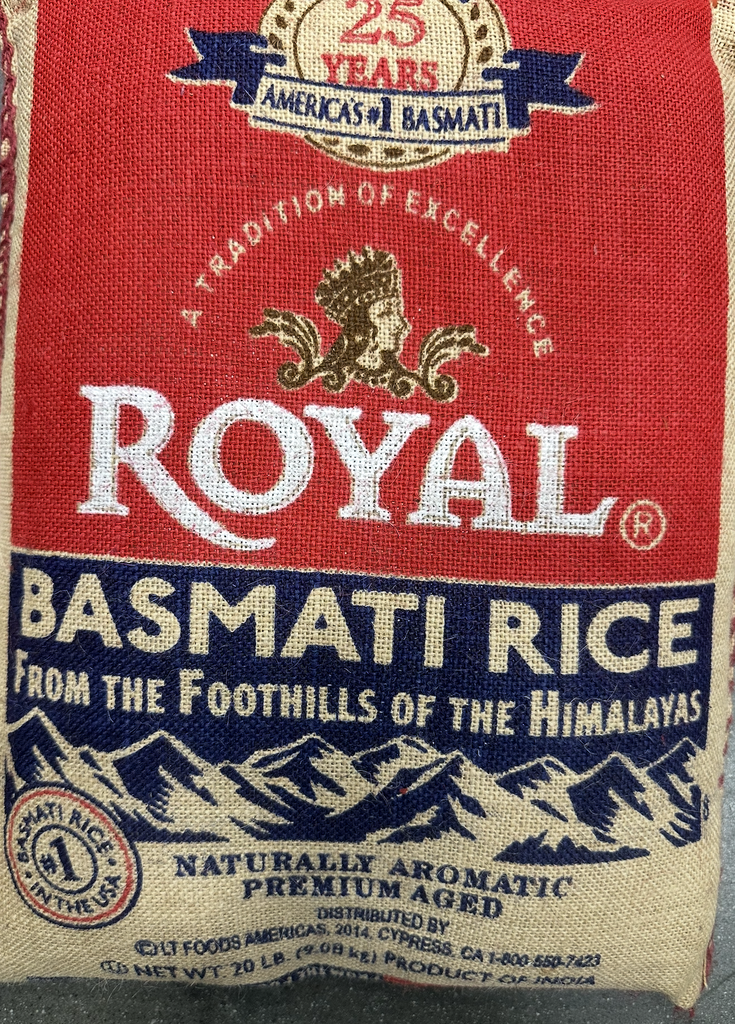 25
YEARS
AMERICA'S #1 BASMATI
A TRADITION OF EXCELLENCE
ROYAL®
BASMATI RICE
FROM THE FOOTHILLS OF THE HIMALAYAS
BASMATI RICE
#1
IN THE USA
NATURALLY AROMATIC
PREMIUM AGED
DISTRIBUTED BY
©LT FOODS AMERICAS, 2014, CYPRESS, CA 1-800-550-7423
NET WT. 20 LB. (9.08 kg) PRODUCT OF INDIA